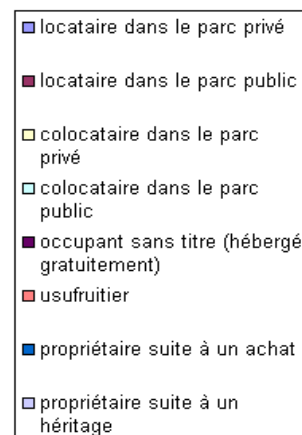 locataire dans le parc privé
locataire dans le parc public
colocataire dans le parc
privé
colocataire dans le parc
public
occupant sans titre (hébergé
gratuitement)
usufruitier
propriétaire suite à un achat
propriétaire suite à un
héritage